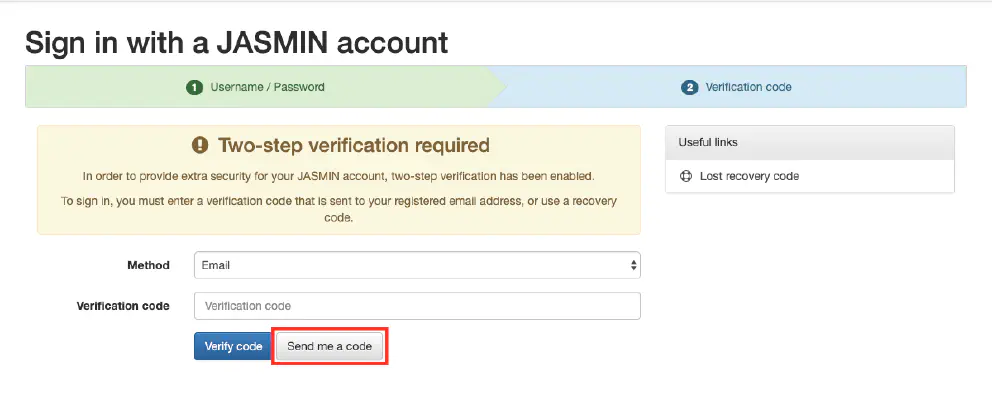 Sign in with a JASMIN account
1 Username / Password
2 Verification code
Two-step verification required
In order to provide extra security for your JASMIN account, two-step verification has been enabled.
To sign in, you must enter a verification code that is sent to your registered email address, or use a recovery
code.
Useful links
Lost recovery code
Method
Email
Verification code
Verification code
Verify code
Send me a code